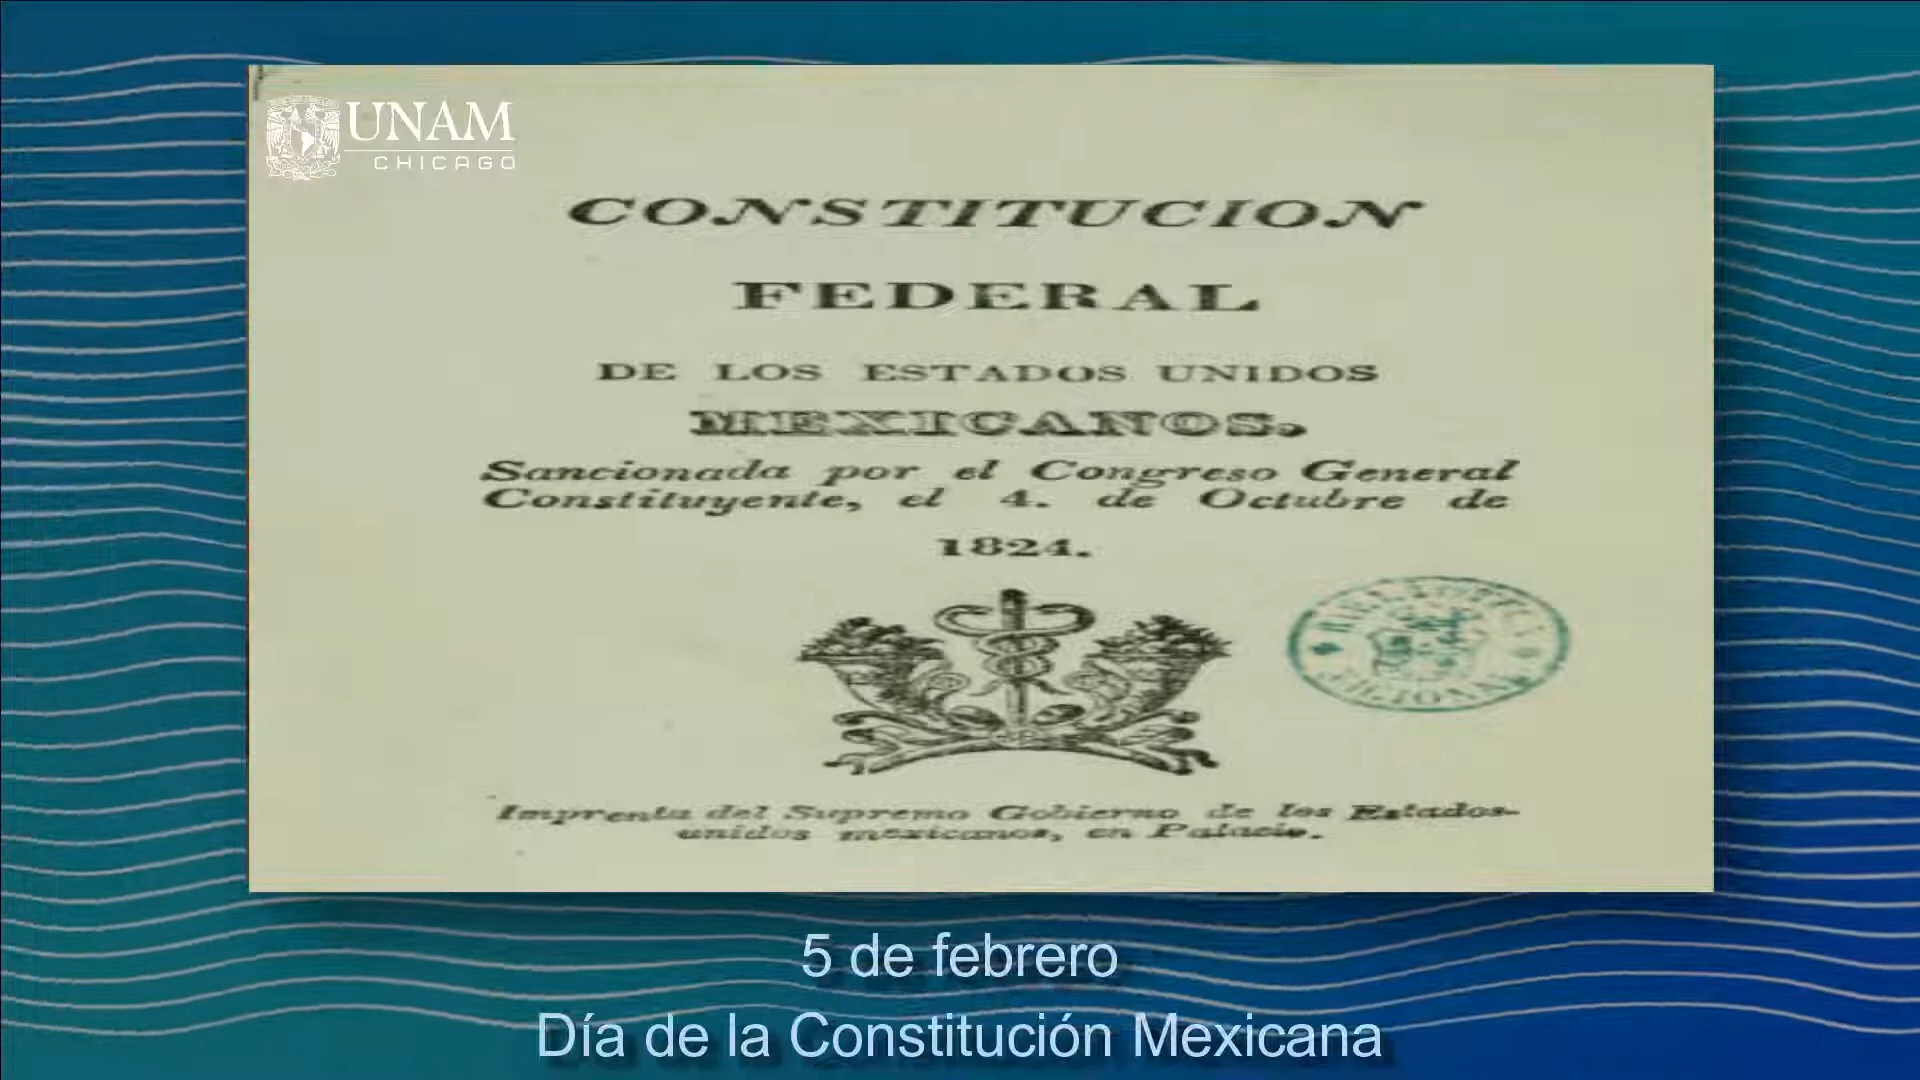 UNAM
CHICAGO
CONSTITUCION
FEDERAL
DE LOS ESTADOS UNIDOS
MEXICANOS,
Sancionada por el Congreso General
Constituyente, el 4. de Octubre de
1824.
Imprenta del Supremo Gobierno de los Estados-
unidos mexicanos, en Palacio.
5 de febrero
Día de la Constitución Mexicana